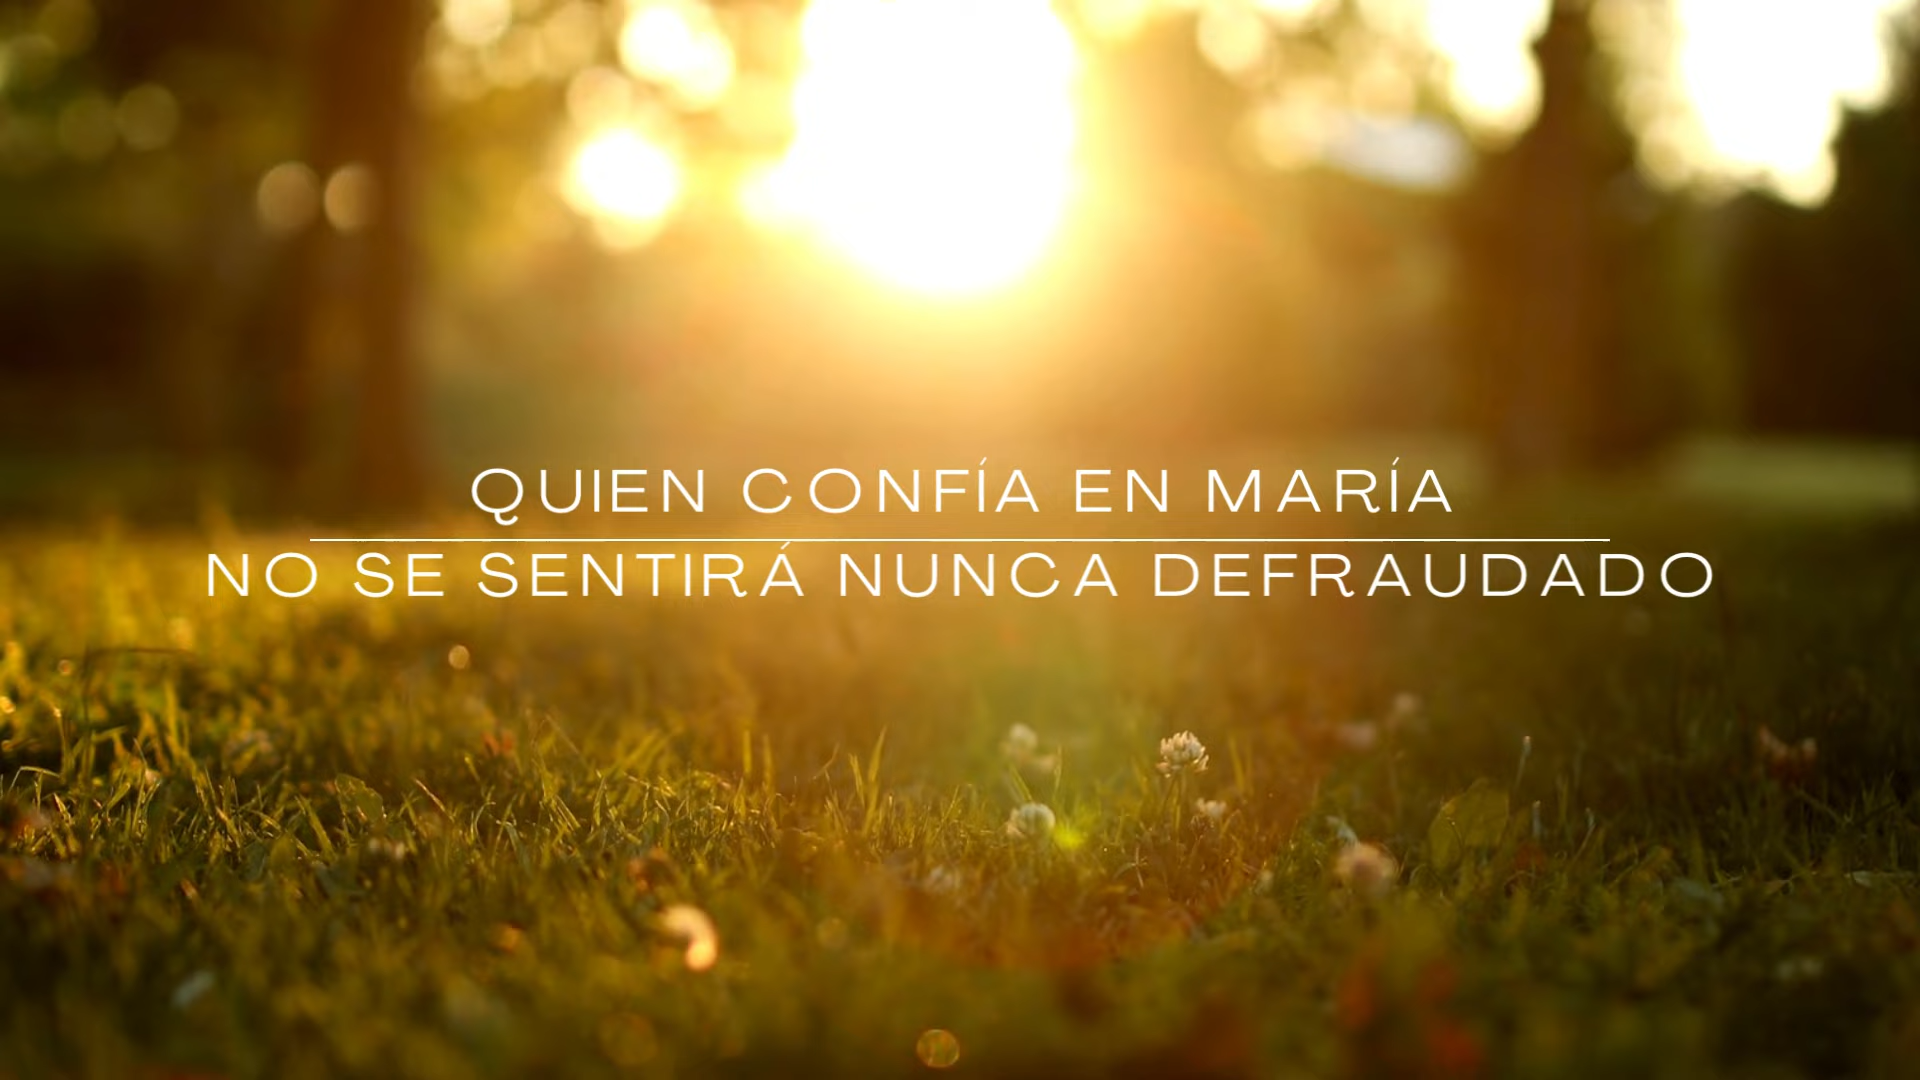 QUIEN CONFÍA EN MARÍA
NO SE SENTIRÁ NUNCA DEFRAUDADO